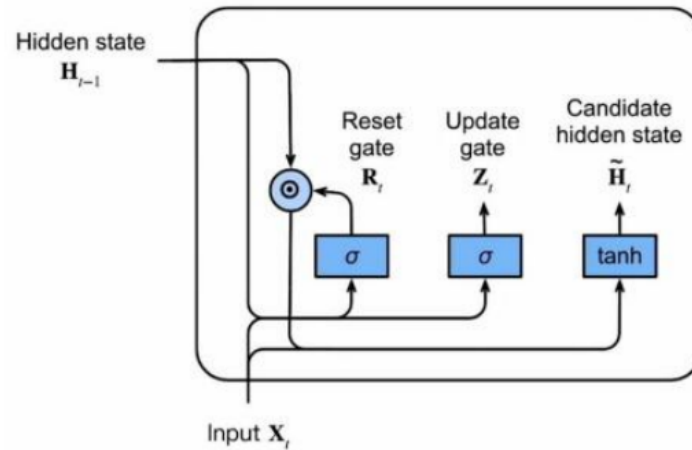 Hidden state
H_{t-1}
Reset
gate
R_t
Update
gate
Z_t
Candidate
hidden state
H̃_t
⊙
σ
σ
tanh
Input X_t